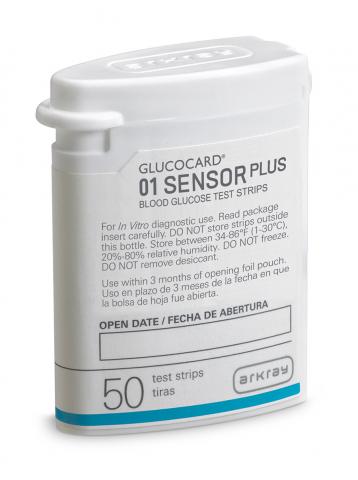 arkray
GLUCOCARD®
01 SENSOR PLUS
BLOOD GLUCOSE TEST STRIPS
For In Vitro diagnostic use. Read package
insert carefully. DO NOT store strips outside
this bottle. Store between 34-86°F (1-30°C),
20%-80% relative humidity. DO NOT freeze.
DO NOT remove desiccant.
Use within 3 months of opening foil pouch.
Uso en plazo de 3 meses de la fecha en que
la bolsa de hoja fue abierta.
OPEN DATE / FECHA DE ABERTURA
50 test strips
tiras
arkray